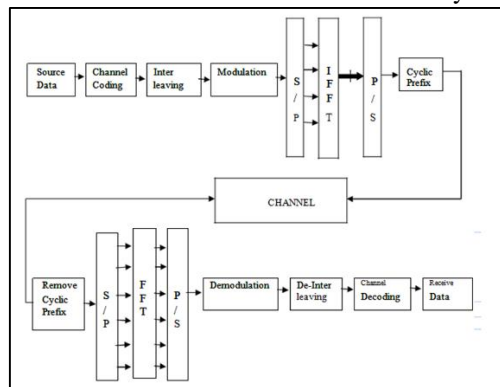 Source
Data
Channel
Coding
Inter
leaving
Modulation
S
/
P
I
F
F
T
P
/
S
Cyclic
Prefix
CHANNEL
Remove
Cyclic
Prefix
S
/
P
F
F
T
P
/
S
Demodulation
De-Inter
leaving
Channel
Decoding
Receive
Data